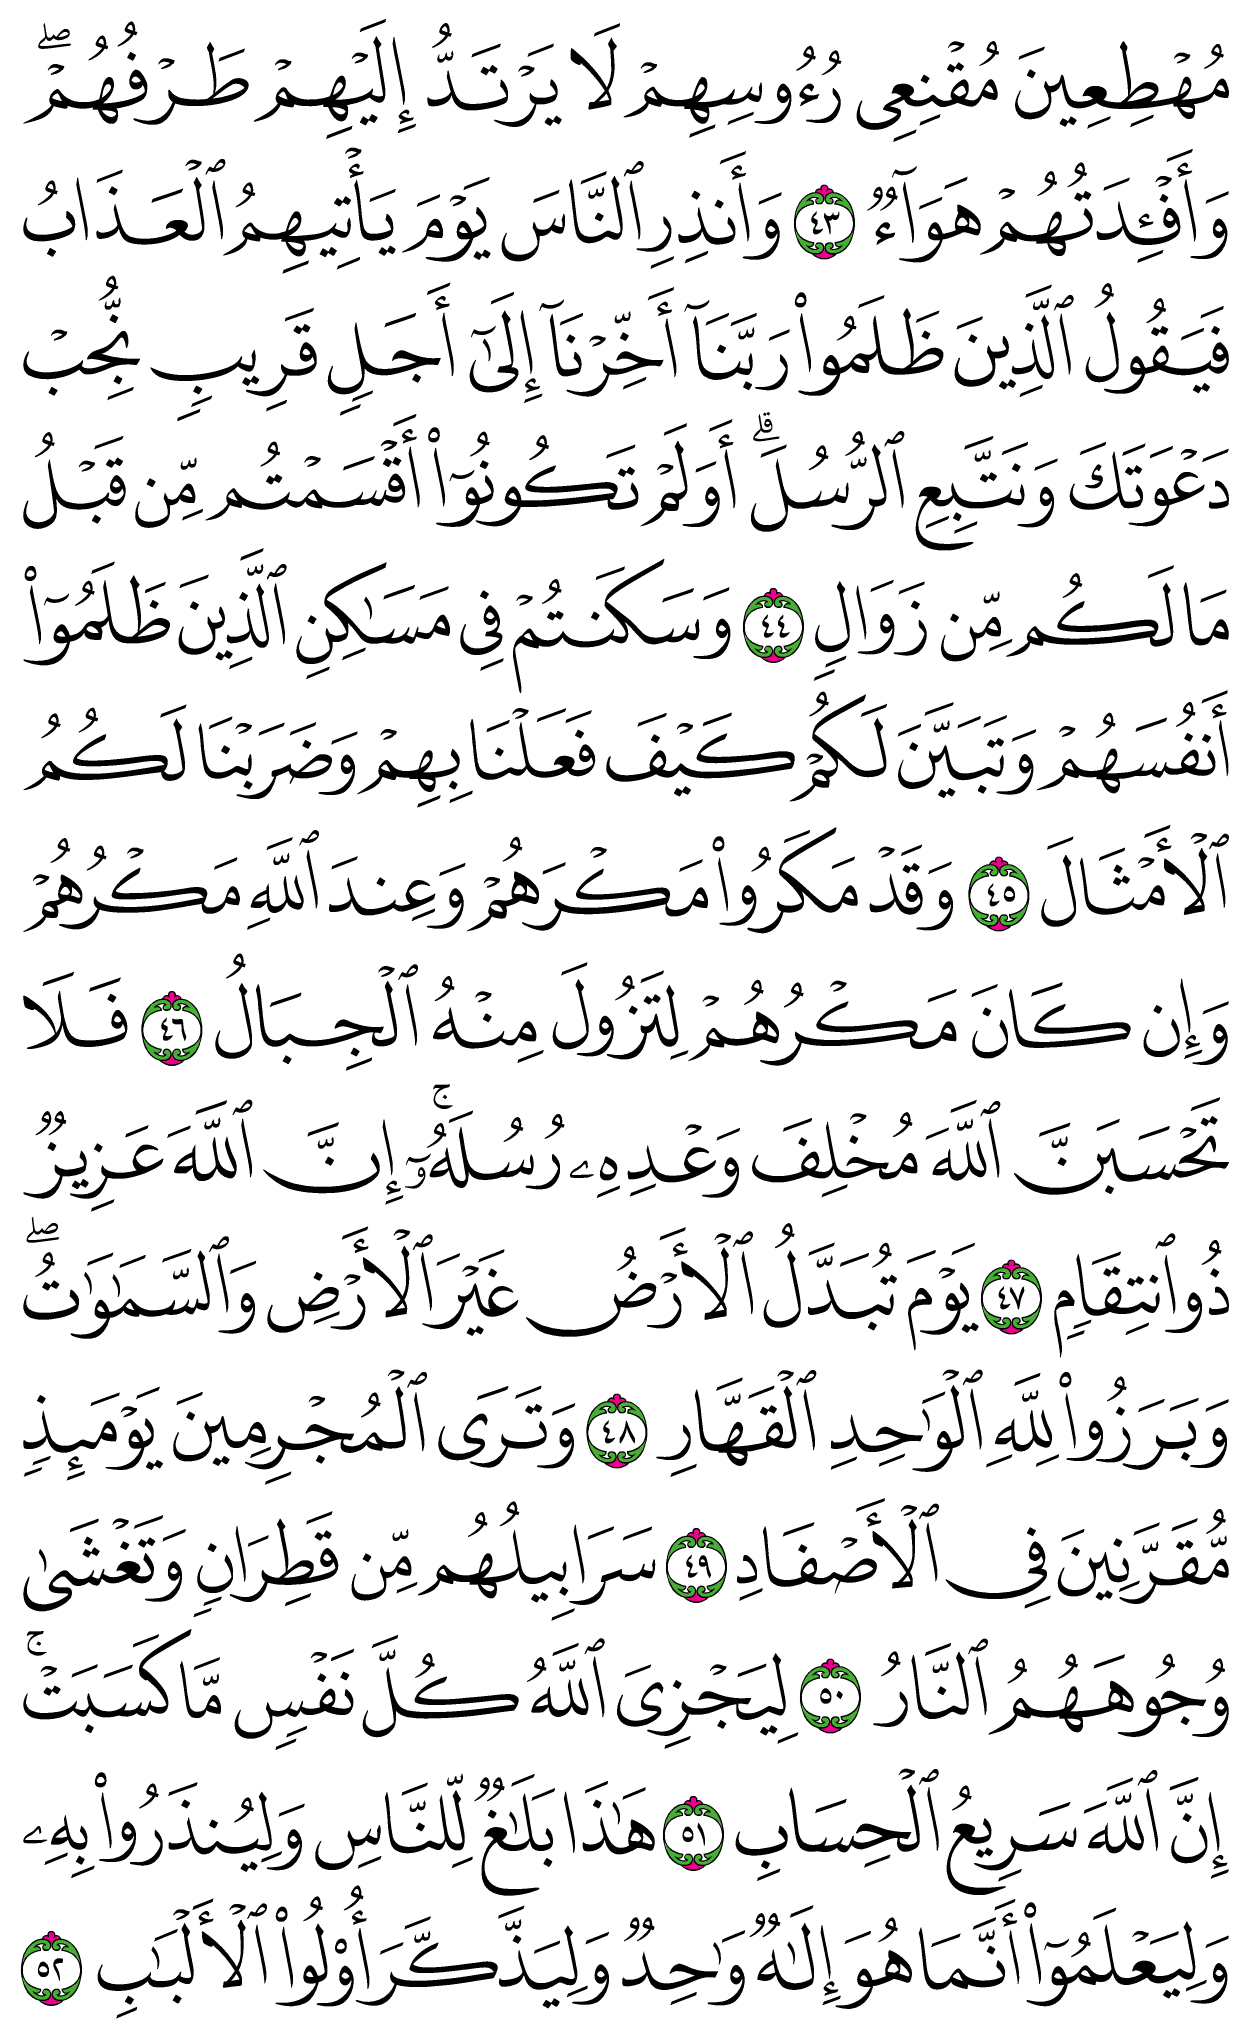 مُهۡطِعِينَ مُقۡنِعِي رُءُوسِهِمۡ لَا يَرۡتَدُّ إِلَيۡهِمۡ طَرۡفُهُمۡۖ
وَأَفۡـِٔدَتُهُمۡ هَوَآءٞ ٤٣ وَأَنذِرِ ٱلنَّاسَ يَوۡمَ يَأۡتِيهِمُ ٱلۡعَذَابُ
فَيَقُولُ ٱلَّذِينَ ظَلَمُواْ رَبَّنَآ أَخِّرۡنَآ إِلَىٰٓ أَجَلٖ قَرِيبٖ نُّجِبۡ
دَعۡوَتَكَ وَنَتَّبِعِ ٱلرُّسُلَۗ أَوَلَمۡ تَكُونُوٓاْ أَقۡسَمۡتُم مِّن قَبۡلُ
مَا لَكُم مِّن زَوَالٖ ٤٤ وَسَكَنتُمۡ فِي مَسَٰكِنِ ٱلَّذِينَ ظَلَمُوٓاْ
أَنفُسَهُمۡ وَتَبَيَّنَ لَكُمۡ كَيۡفَ فَعَلۡنَا بِهِمۡ وَضَرَبۡنَا لَكُمُ
ٱلۡأَمۡثَالَ ٤٥ وَقَدۡ مَكَرُواْ مَكۡرَهُمۡ وَعِندَ ٱللَّهِ مَكۡرُهُمۡ
وَإِن كَانَ مَكۡرُهُمۡ لِتَزُولَ مِنۡهُ ٱلۡجِبَالُ ٤٦ فَلَا
تَحۡسَبَنَّ ٱللَّهَ مُخۡلِفَ وَعۡدِهِۦ رُسُلَهُۥٓۚ إِنَّ ٱللَّهَ عَزِيزٞ
ذُو ٱنتِقَامٖ ٤٧ يَوۡمَ تُبَدَّلُ ٱلۡأَرۡضُ غَيۡرَ ٱلۡأَرۡضِ وَٱلسَّمَٰوَٰتُۖ
وَبَرَزُواْ لِلَّهِ ٱلۡوَٰحِدِ ٱلۡقَهَّارِ ٤٨ وَتَرَى ٱلۡمُجۡرِمِينَ يَوۡمَئِذٖ
مُّقَرَّنِينَ فِي ٱلۡأَصۡفَادِ ٤٩ سَرَابِيلُهُم مِّن قَطِرَانٖ وَتَغۡشَىٰ
وُجُوهَهُمُ ٱلنَّارُ ٥٠ لِيَجۡزِيَ ٱللَّهُ كُلَّ نَفۡسٖ مَّا كَسَبَتۡۚ
إِنَّ ٱللَّهَ سَرِيعُ ٱلۡحِسَابِ ٥١ هَٰذَا بَلَٰغٞ لِّلنَّاسِ وَلِيُنذَرُواْ بِهِۦ
وَلِيَعۡلَمُوٓاْ أَنَّمَا هُوَ إِلَٰهٞ وَٰحِدٞ وَلِيَذَّكَّرَ أُوْلُواْ ٱلۡأَلۡبَٰبِ ٥٢